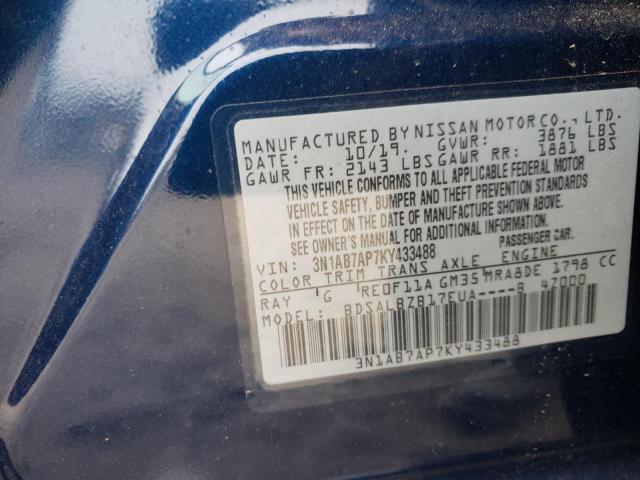 MANUFACTURED BY NISSAN MOTOR CO., LTD.
DATE: 10/19. GVWR: 3876 LBS
GAWR FR: 2143 LBS GAWR RR: 1881 LBS
THIS VEHICLE CONFORMS TO ALL APPLICABLE FEDERAL MOTOR
VEHICLE SAFETY, BUMPER AND THEFT PREVENTION STANDARDS
IN EFFECT ON THE DATE OF MANUFACTURE SHOWN ABOVE.
SEE OWNER'S MANUAL FOR ADDITIONAL INFORMATION.
VIN: 3N1AB7AP7KY433488 PASSENGER CAR.
COLOR TRIM TRANS AXLE ENGINE
RAY G RE0F11A GM35 MRA8DE 1798 CC
MODEL: BDSALBZB17EUA----B 4Z000
3N1AB7AP7KY433488